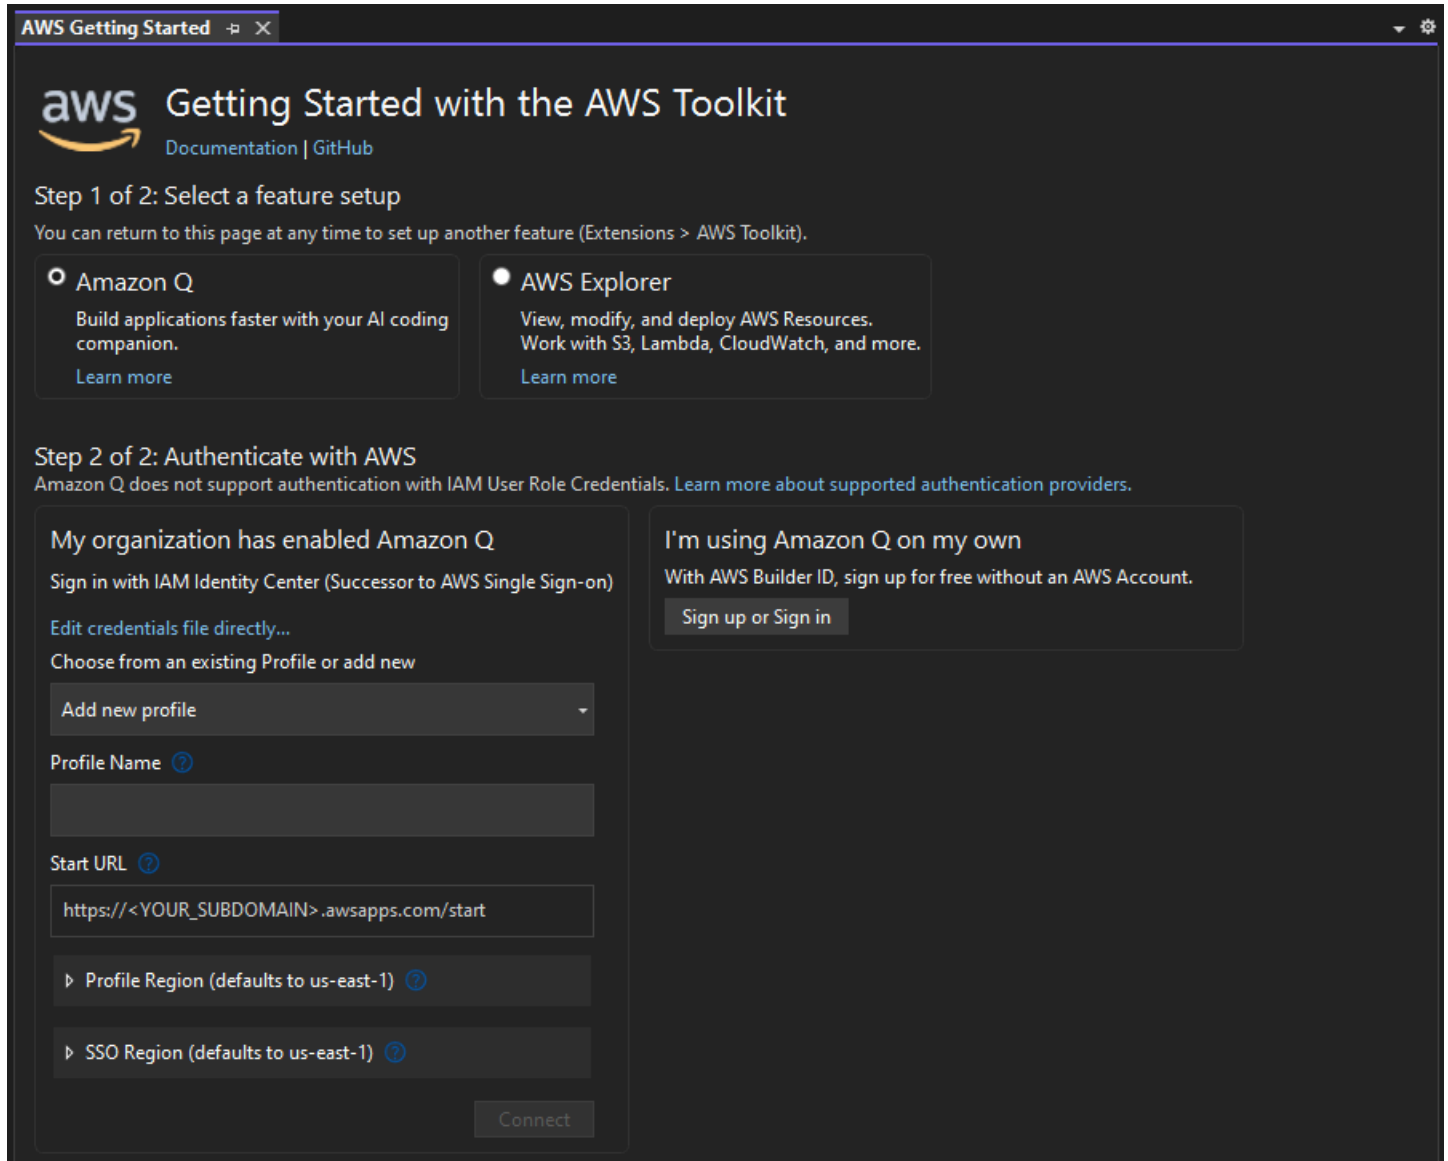 AWS Getting Started
aws
Getting Started with the AWS Toolkit
Documentation | GitHub
Step 1 of 2: Select a feature setup
You can return to this page at any time to set up another feature (Extensions > AWS Toolkit).
Amazon Q
Build applications faster with your AI coding
companion.
Learn more
AWS Explorer
View, modify, and deploy AWS Resources.
Work with S3, Lambda, CloudWatch, and more.
Learn more
Step 2 of 2: Authenticate with AWS
Amazon Q does not support authentication with IAM User Role Credentials. Learn more about supported authentication providers.
My organization has enabled Amazon Q
Sign in with IAM Identity Center (Successor to AWS Single Sign-on)
Edit credentials file directly...
Choose from an existing Profile or add new
Add new profile
Profile Name ?
Start URL ?
https://<YOUR_SUBDOMAIN>.awsapps.com/start
Profile Region (defaults to us-east-1) ?
SSO Region (defaults to us-east-1) ?
Connect
I'm using Amazon Q on my own
With AWS Builder ID, sign up for free without an AWS Account.
Sign up or Sign in